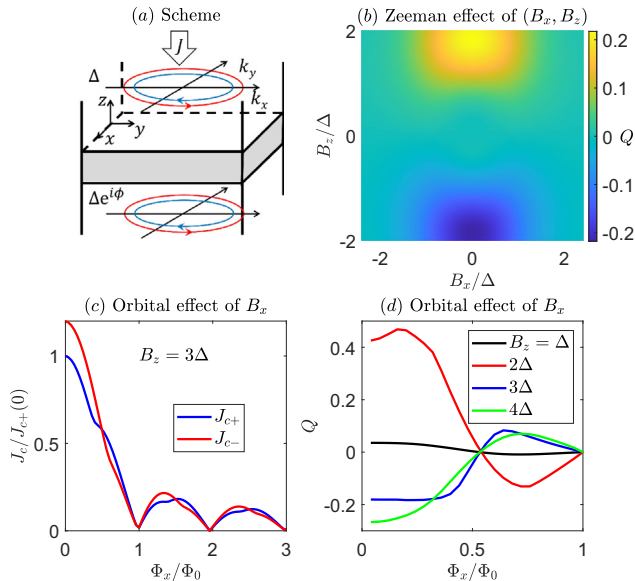 (a) Scheme
J
Δ
k_y
k_x
z
y
x
Δe^{iϕ}
(b) Zeeman effect of (B_x, B_z)
B_z/Δ
2
0
-2
-2
0
2
B_x/Δ
0.2
0.1
0
-0.1
-0.2
Q
(c) Orbital effect of B_x
J_c/J_{c+}(0)
1
0.5
0
B_z = 3Δ
J_{c+}
J_{c-}
0
1
2
3
Φ_x/Φ_0
(d) Orbital effect of B_x
Q
0.4
0.2
0
-0.2
B_z = Δ
2Δ
3Δ
4Δ
0
0.5
1
Φ_x/Φ_0